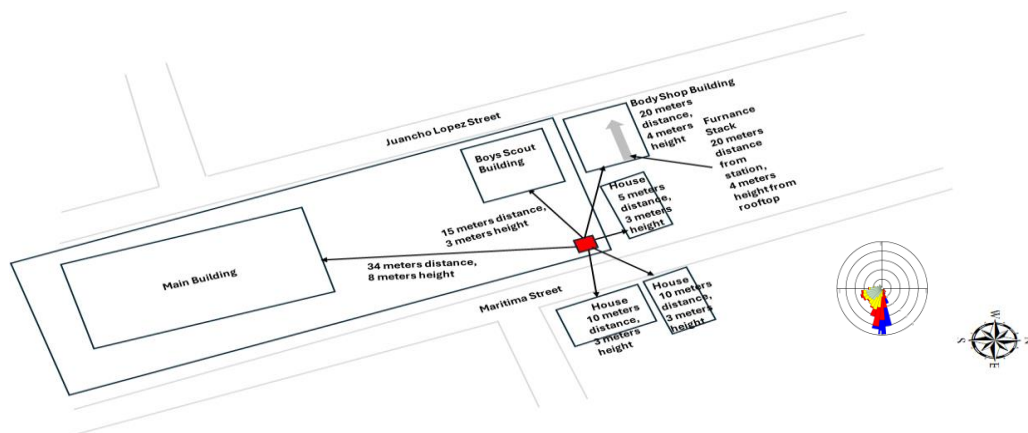 Juancho Lopez Street
Body Shop Building
20 meters
distance,
4 meters
height
Furnance
Stack
20 meters
distance
from
station,
4 meters
height from
rooftop
Boys Scout
Building
House
5 meters
distance,
3 meters
height
15 meters distance,
3 meters height
34 meters distance,
8 meters height
Main Building
Maritima Street
House
10 meters
distance,
3 meters
height
House
10 meters
distance,
3 meters
height
W
S
N
E